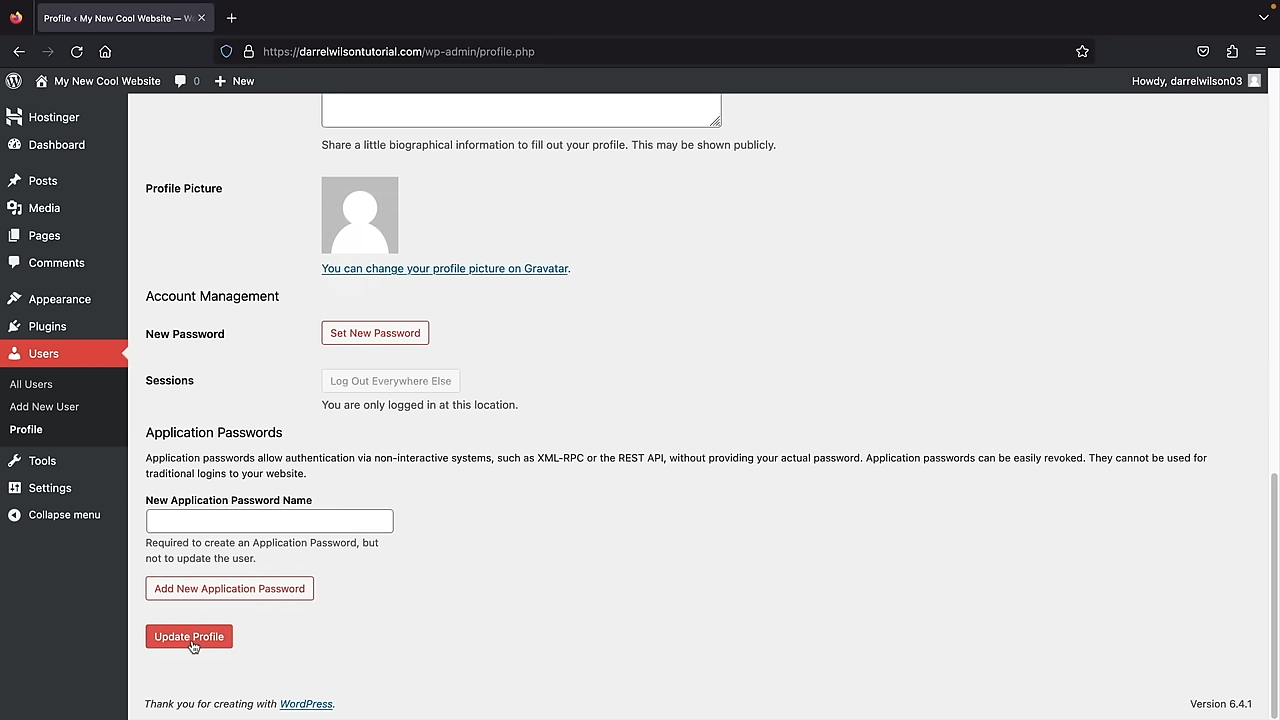 Profile ‹ My New Cool Website — W
https://darrelwilsontutorial.com/wp-admin/profile.php
My New Cool Website 0 New
Howdy, darrelwilson03
Hostinger
Dashboard
Posts
Media
Pages
Comments
Appearance
Plugins
Users
All Users
Add New User
Profile
Tools
Settings
Collapse menu
Share a little biographical information to fill out your profile. This may be shown publicly.
Profile Picture
You can change your profile picture on Gravatar.
Account Management
New Password
Set New Password
Sessions
Log Out Everywhere Else
You are only logged in at this location.
Application Passwords
Application passwords allow authentication via non-interactive systems, such as XML-RPC or the REST API, without providing your actual password. Application passwords can be easily revoked. They cannot be used for
traditional logins to your website.
New Application Password Name
Required to create an Application Password, but
not to update the user.
Add New Application Password
Update Profile
Thank you for creating with WordPress.
Version 6.4.1